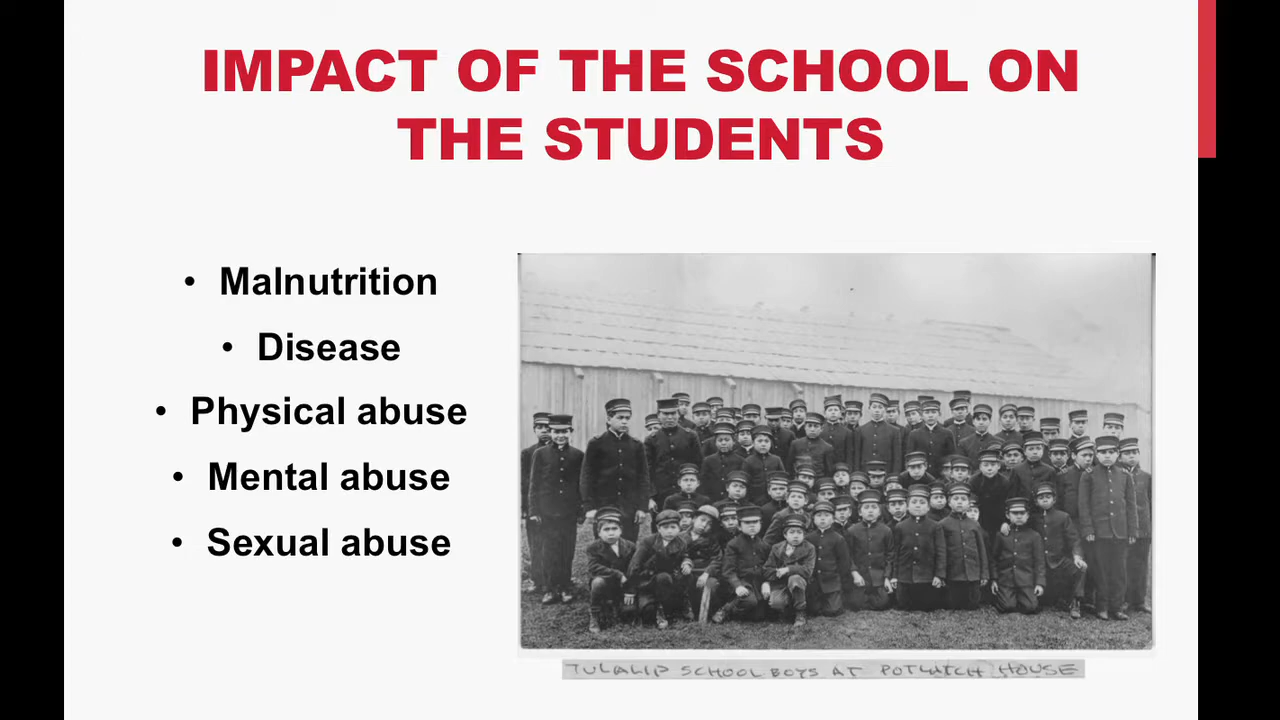 IMPACT OF THE SCHOOL ON
THE STUDENTS
• Malnutrition
• Disease
• Physical abuse
• Mental abuse
• Sexual abuse
TULALIP SCHOOL BOYS AT POTLATCH HOUSE